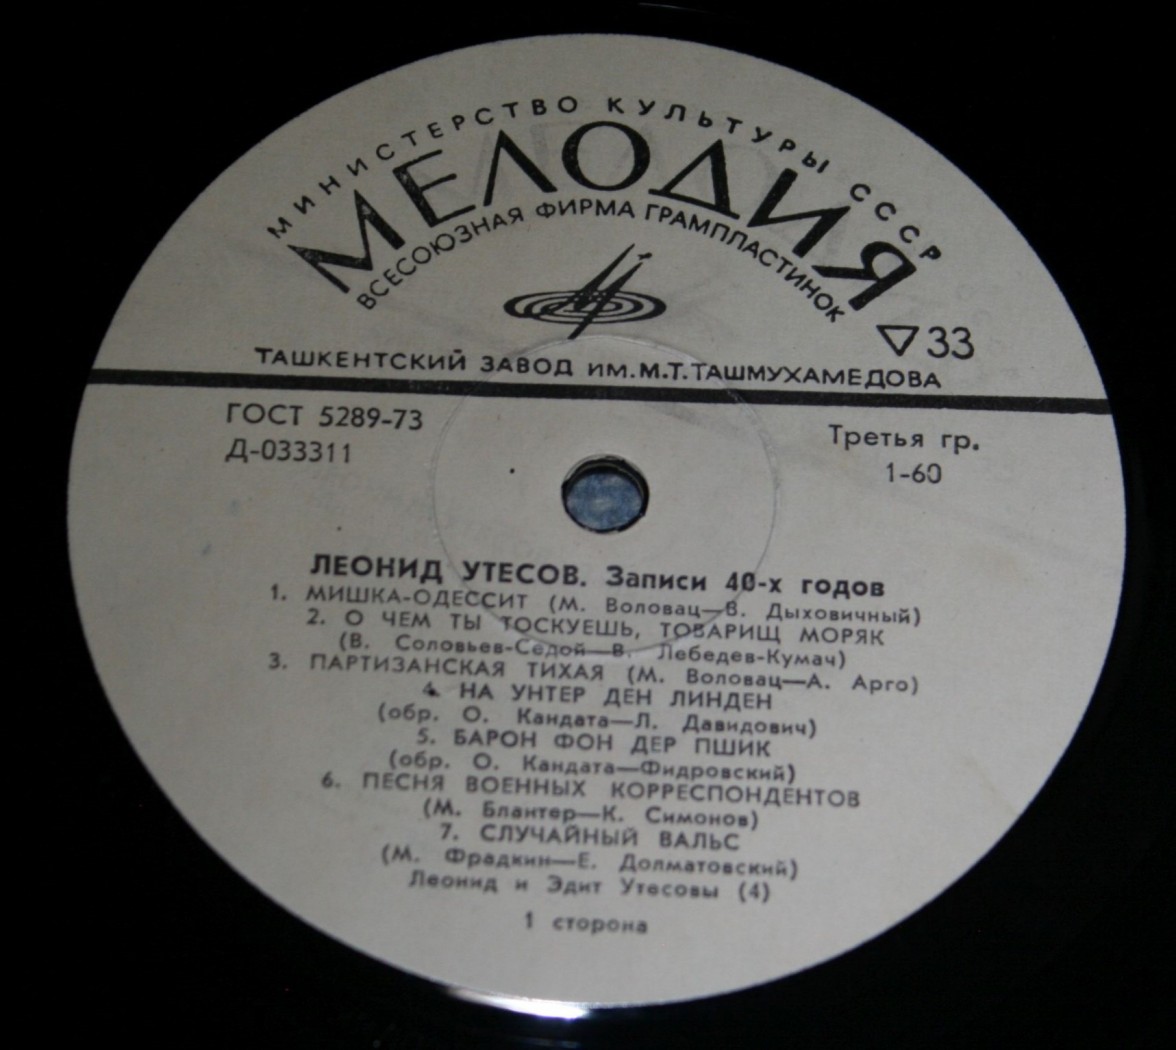 МИНИСТЕРСТВО КУЛЬТУРЫ СССР
МЕЛОДИЯ
ВСЕСОЮЗНАЯ ФИРМА ГРАМПЛАСТИНОК
33
ТАШКЕНТСКИЙ ЗАВОД ИМ.М.Т.ТАШМУХАМЕДОВА
ГОСТ 5289-73
Третья гр.
Д-033311
1-60
ЛЕОНИД УТЕСОВ. Записи 40-х годов
1. МИШКА-ОДЕССИТ (М. Воловац—В. Дыховичный)
2. О ЧЕМ ТЫ ТОСКУЕШЬ, ТОВАРИЩ МОРЯК
(В. Соловьев-Седой—В. Лебедев-Кумач)
3. ПАРТИЗАНСКАЯ ТИХАЯ (М. Воловац—А. Арго)
4. НА УНТЕР ДЕН ЛИНДЕН
(обр. О. Кандата—Л. Давидович)
5. БАРОН ФОН ДЕР ПШИК
(обр. О. Кандата—Фидровский)
6. ПЕСНЯ ВОЕННЫХ КОРРЕСПОНДЕНТОВ
(М. Блантер—К. Симонов)
7. СЛУЧАЙНЫЙ ВАЛЬС
(М. Фрадкин—Е. Долматовский)
Леонид и Эдит Утесовы (4)
1 сторона